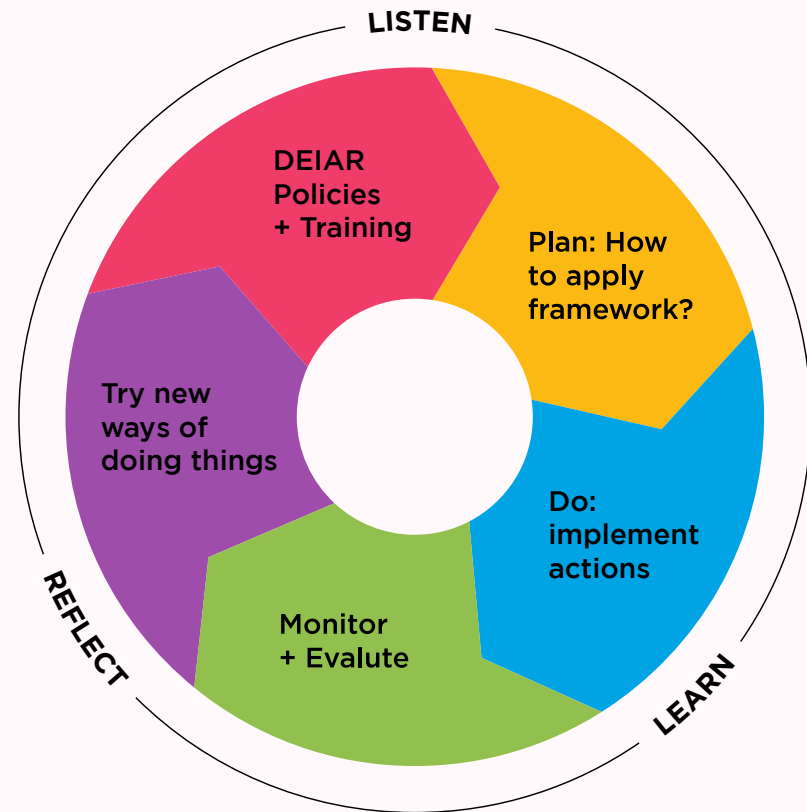 LISTEN
DEIAR
Policies
+ Training
Plan: How
to apply
framework?
Do:
implement
actions
Monitor
+ Evalute
Try new
ways of
doing things
LEARN
REFLECT